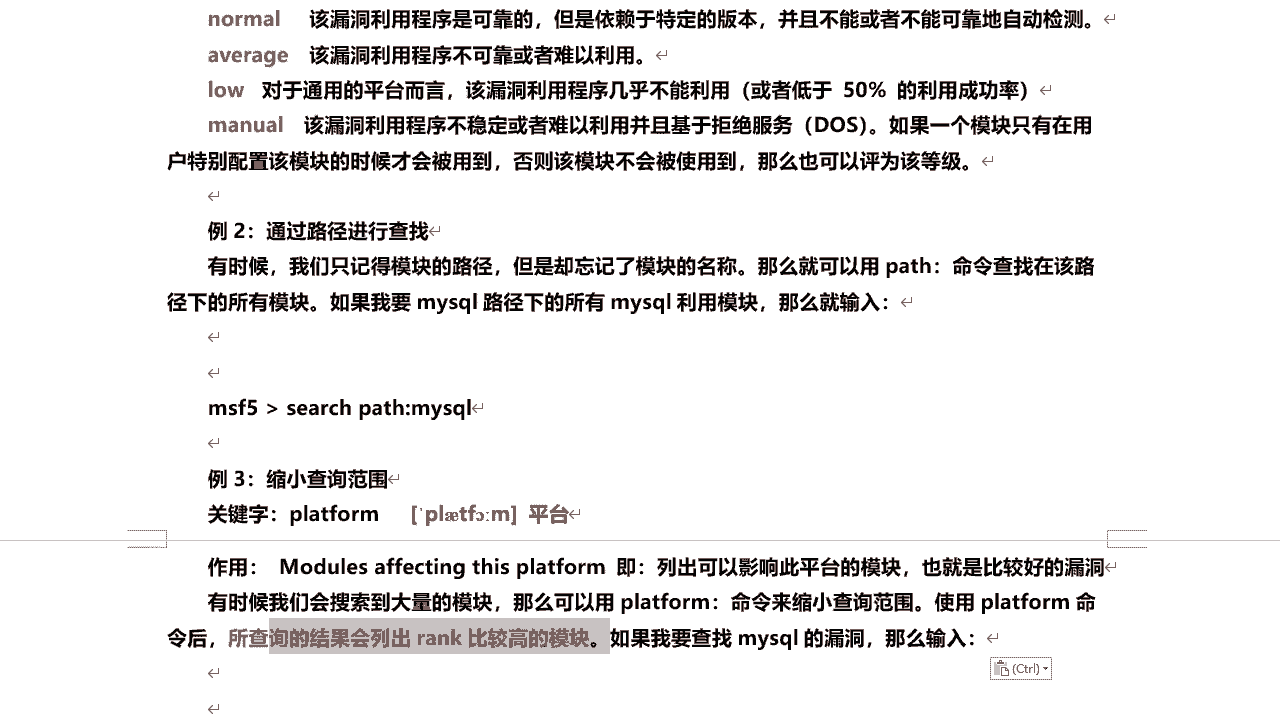 normal 该漏洞利用程序是可靠的，但是依赖于特定的版本，并且不能或者不能可靠地自动检测。
average 该漏洞利用程序不可靠或者难以利用。
low 对于通用的平台而言，该漏洞利用程序几乎不能利用（或者低于 50% 的利用成功率）
manual 该漏洞利用程序不稳定或者难以利用并且基于拒绝服务（DOS）。如果一个模块只有在用
户特别配置该模块的时候才会被用到，否则该模块不会被使用到，那么也可以评为该等级。
例 2：通过路径进行查找
有时候，我们只记得模块的路径，但是却忘记了模块的名称。那么就可以用 path：命令查找在该路
径下的所有模块。如果我要 mysql 路径下的所有 mysql 利用模块，那么就输入：
msf5 > search path:mysql
例 3：缩小查询范围
关键字：platform [ˈplætfɔːm] 平台
作用： Modules affecting this platform 即：列出可以影响此平台的模块，也就是比较好的漏洞
有时候我们会搜索到大量的模块，那么可以用 platform：命令来缩小查询范围。使用 platform 命
令后，所查询的结果会列出 rank 比较高的模块。如果我要查找 mysql 的漏洞，那么输入：
(Ctrl)